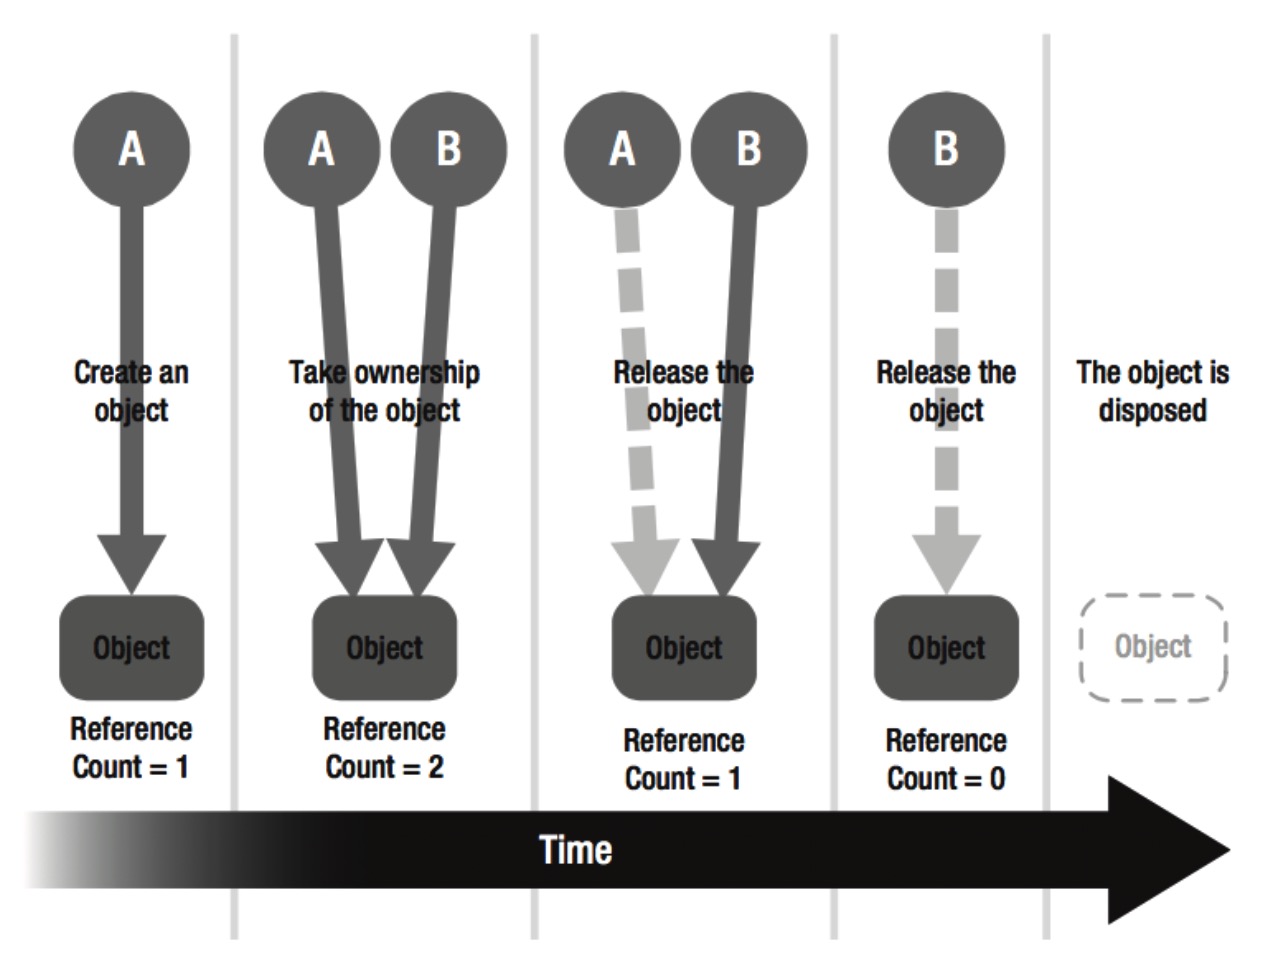 A
A
B
A
B
B
Create an
object
Take ownership
of the object
Release the
object
Release the
object
The object is
disposed
Object
Object
Object
Object
Object
Reference
Count = 1
Reference
Count = 2
Reference
Count = 1
Reference
Count = 0
Time